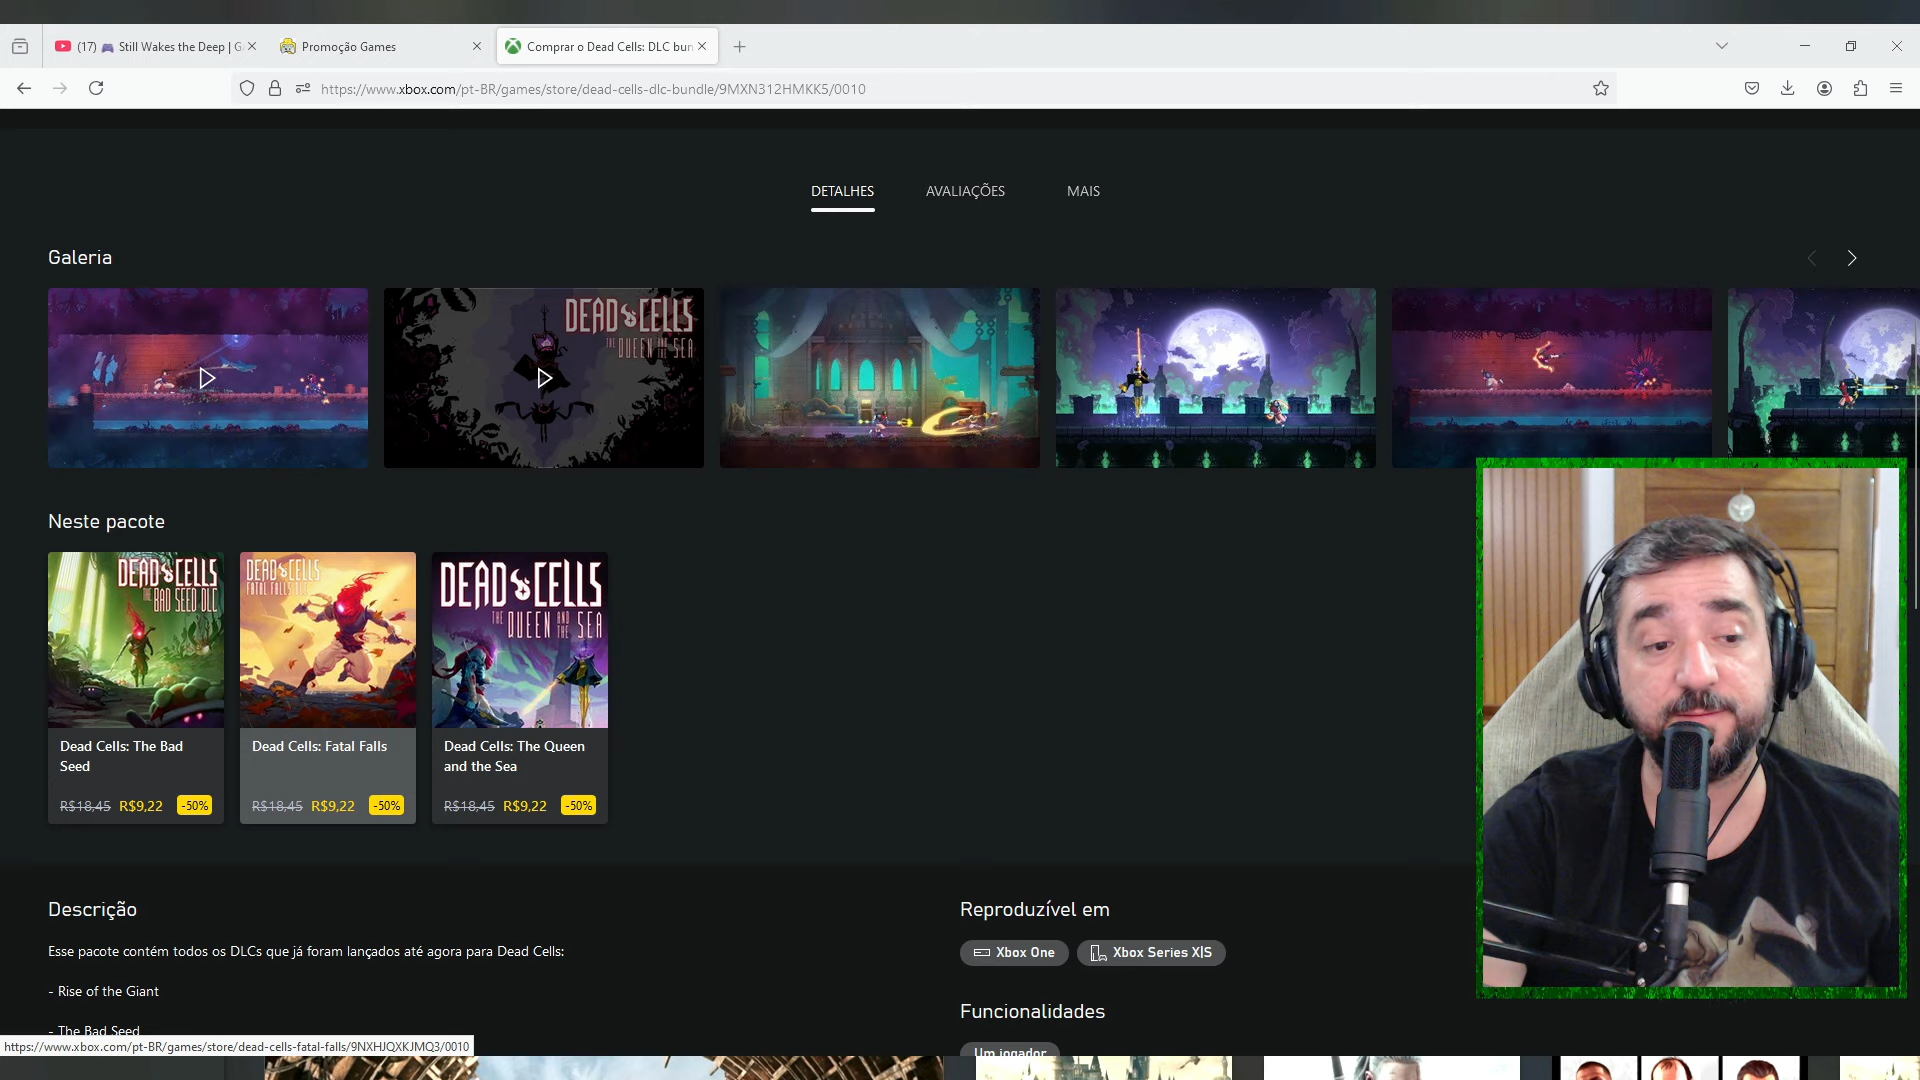 (17) 🎮 Still Wakes the Deep | G
Promoção Games
Comprar o Dead Cells: DLC bun
https://www.xbox.com/pt-BR/games/store/dead-cells-dlc-bundle/9MXN312HMKK5/0010
DETALHES
AVALIAÇÕES
MAIS
Galeria
DEAD CELLS
THE QUEEN AND THE SEA
Neste pacote
DEAD CELLS
THE BAD SEED DLC
DEAD CELLS
FATAL FALLS DLC
DEAD CELLS
THE QUEEN AND THE SEA
Dead Cells: The Bad
Seed
R$18,45 R$9,22 -50%
Dead Cells: Fatal Falls
R$18,45 R$9,22 -50%
Dead Cells: The Queen
and the Sea
R$18,45 R$9,22 -50%
Descrição
Esse pacote contém todos os DLCs que já foram lançados até agora para Dead Cells:
- Rise of the Giant
- The Bad Seed
Reproduzível em
Xbox One
Xbox Series X|S
Funcionalidades
Um jogador
https://www.xbox.com/pt-BR/games/store/dead-cells-fatal-falls/9NXHJQXKJMQ3/0010